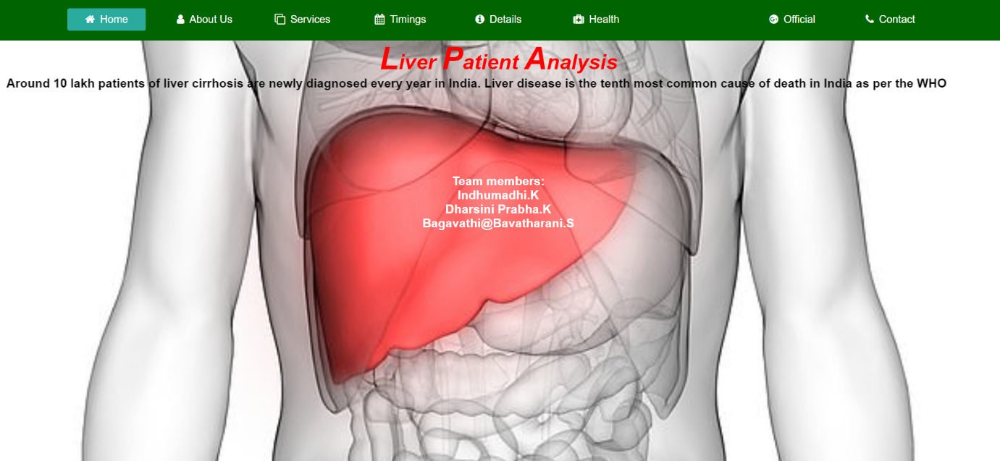 Home About Us Services Timings Details Health Official Contact
Liver Patient Analysis
Around 10 lakh patients of liver cirrhosis are newly diagnosed every year in India. Liver disease is the tenth most common cause of death in India as per the WHO
Team members:
Indhumadhi.K
Dharsini Prabha.K
Bagavathi@Bavatharani.S